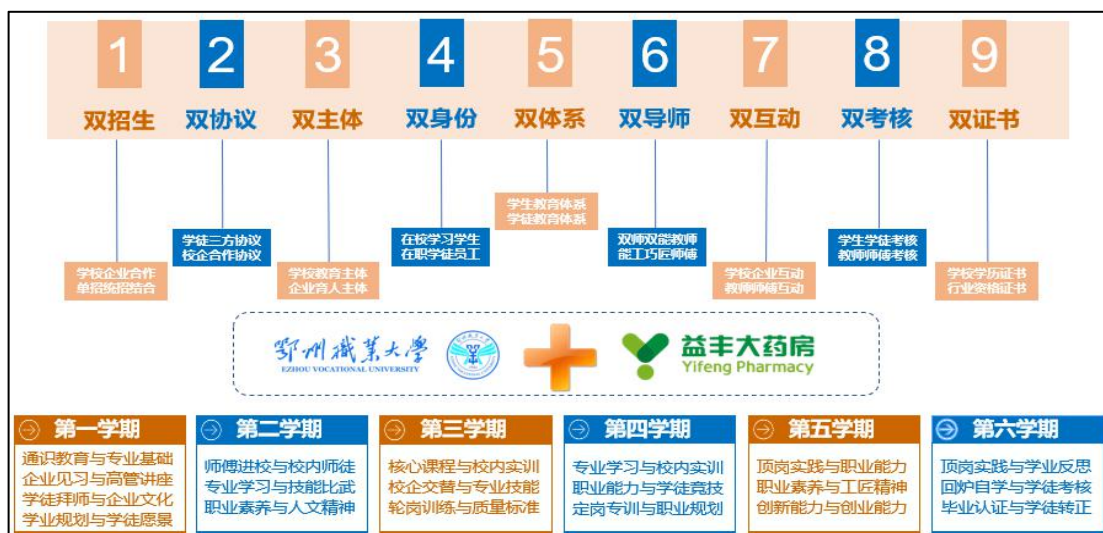 1 2 3 4 5 6 7 8 9
双招生 双协议 双主体 双身份 双体系 双导师 双互动 双考核 双证书
学校企业合作
单招统招结合
学徒三方协议
校企合作协议
学校教育主体
企业育人主体
在校学习学生
在职学徒员工
学生教育体系
学徒教育体系
双师双能教师
能工巧匠师傅
学校企业互动
教师师傅互动
学生学徒考核
教师师傅考核
学校学历证书
行业资格证书
鄂州職業大學
EZHOU VOCATIONAL UNIVERSITY
益丰大药房
Yifeng Pharmacy
第一学期
通识教育与专业基础
企业见习与高管讲座
学徒拜师与企业文化
学业规划与学徒愿景
第二学期
师傅进校与校内师徒
专业学习与技能比武
职业素养与人文精神
第三学期
核心课程与校内实训
校企交替与专业技能
轮岗训练与质量标准
第四学期
专业学习与校内实训
职业能力与学徒竞技
定岗专训与职业规划
第五学期
顶岗实践与职业能力
职业素养与工匠精神
创新能力与创业能力
第六学期
顶岗实践与学业反思
回炉自学与学徒考核
毕业认证与学徒转正